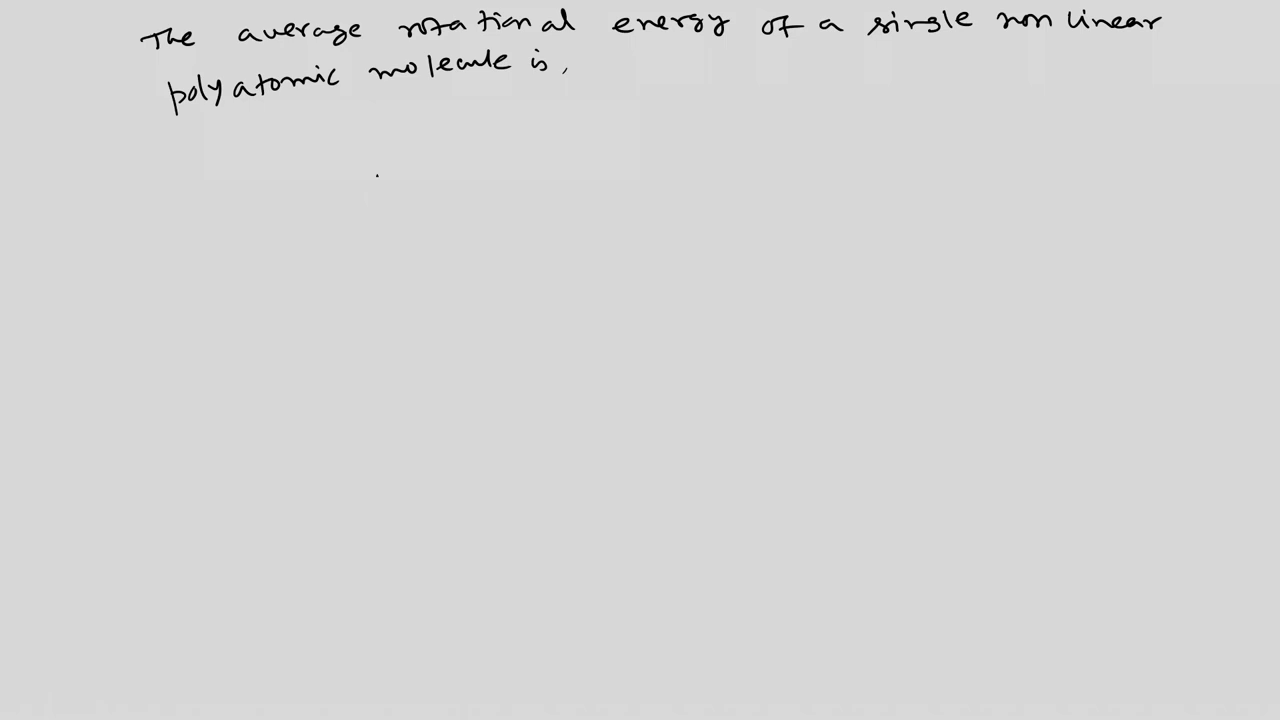 The average rotational energy of a single non linear
polyatomic molecule is,